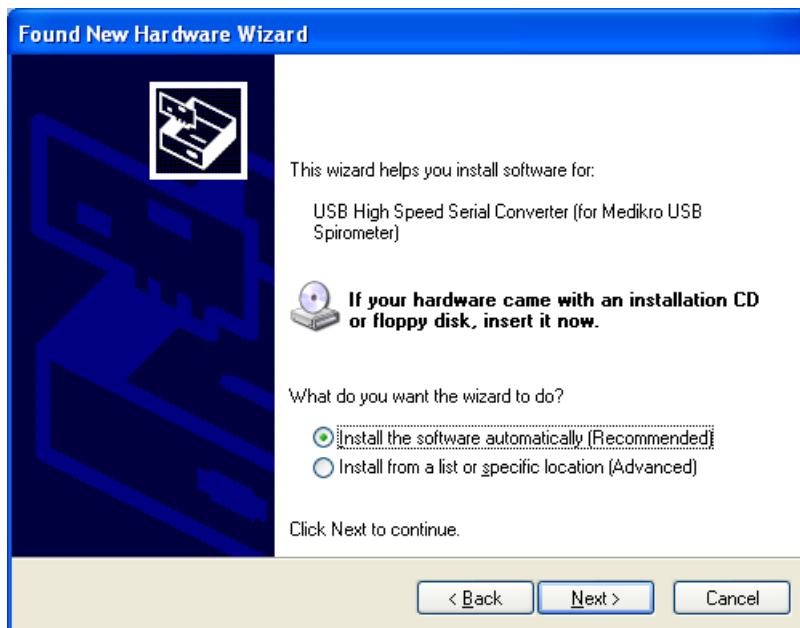 Found New Hardware Wizard
This wizard helps you install software for:
USB High Speed Serial Converter (for Medikro USB
Spirometer)
If your hardware came with an installation CD
or floppy disk, insert it now.
What do you want the wizard to do?
Install the software automatically (Recommended)
Install from a list or specific location (Advanced)
Click Next to continue.
< Back Next > Cancel